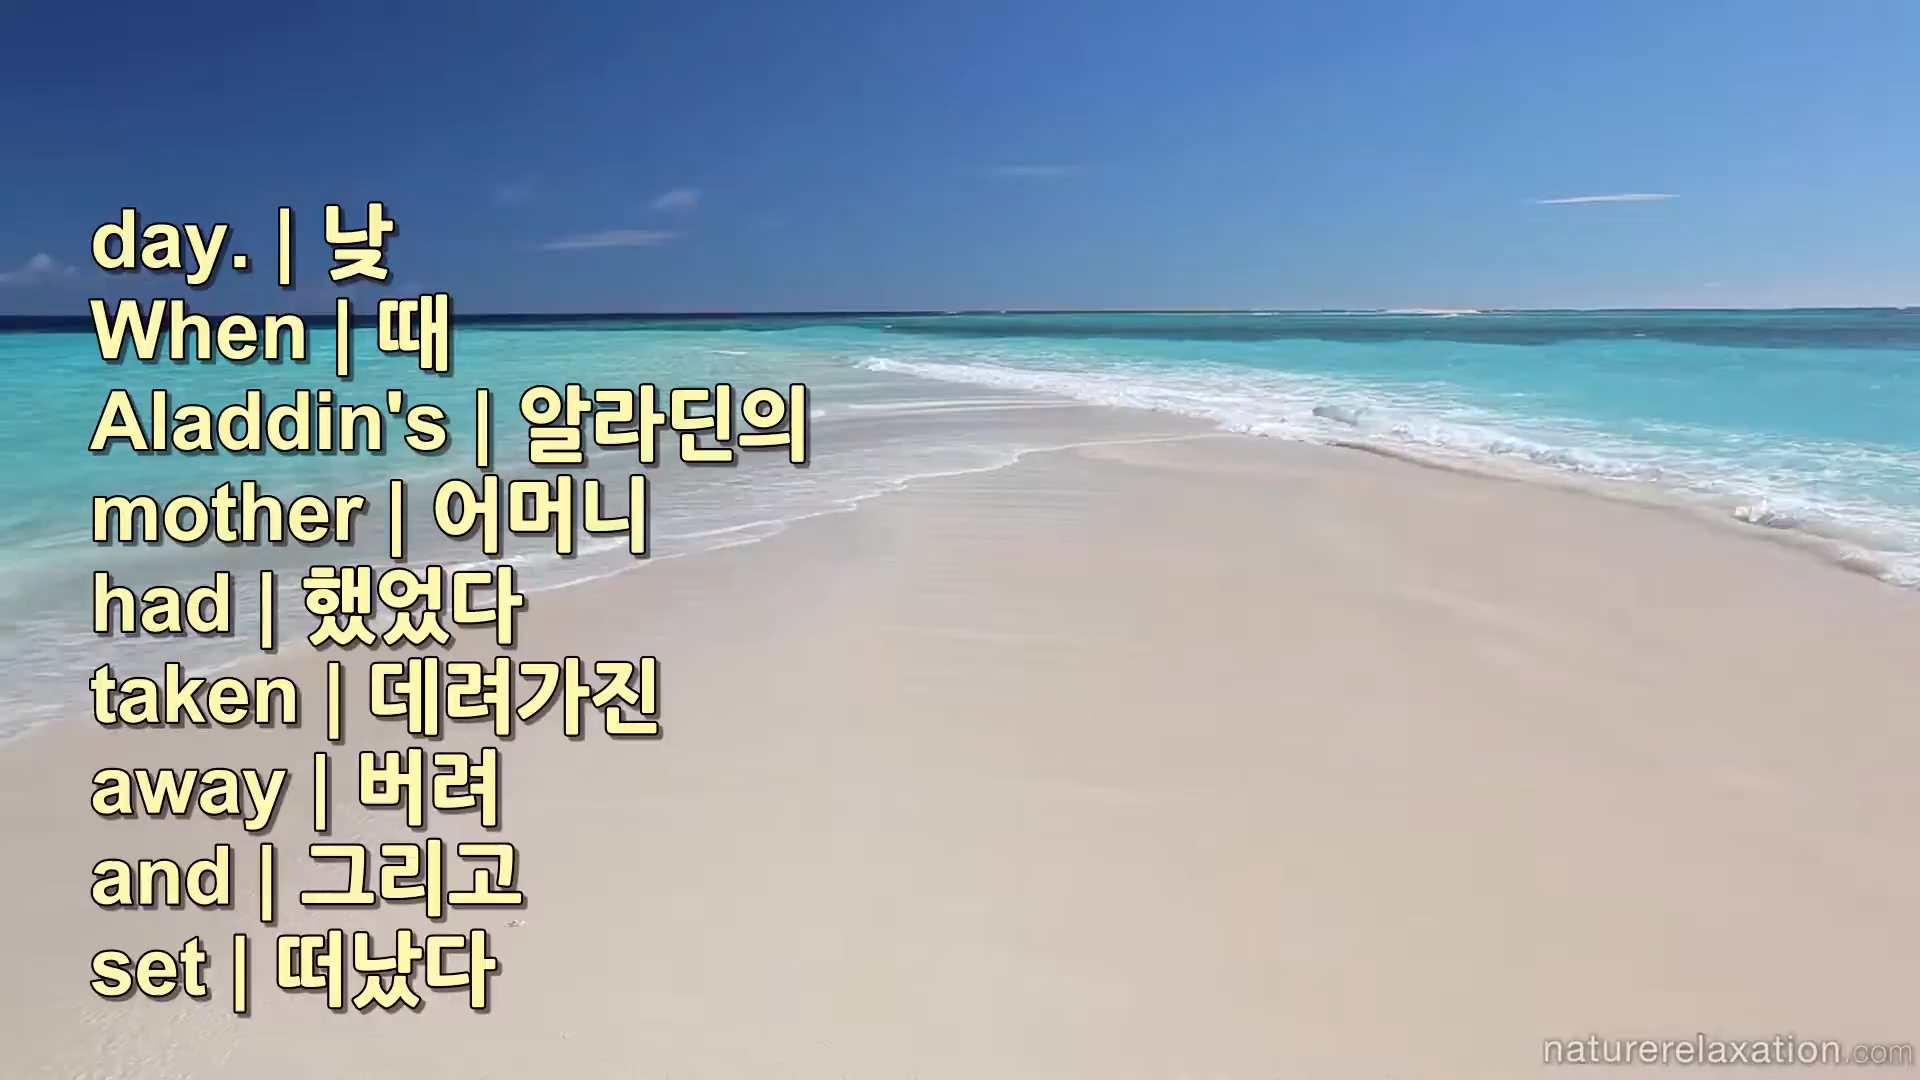 day. | 낮
When | 때
Aladdin's | 알라딘의
mother | 어머니
had | 했었다
taken | 데려가진
away | 버려
and | 그리고
set | 떠났다
naturerelaxation.com